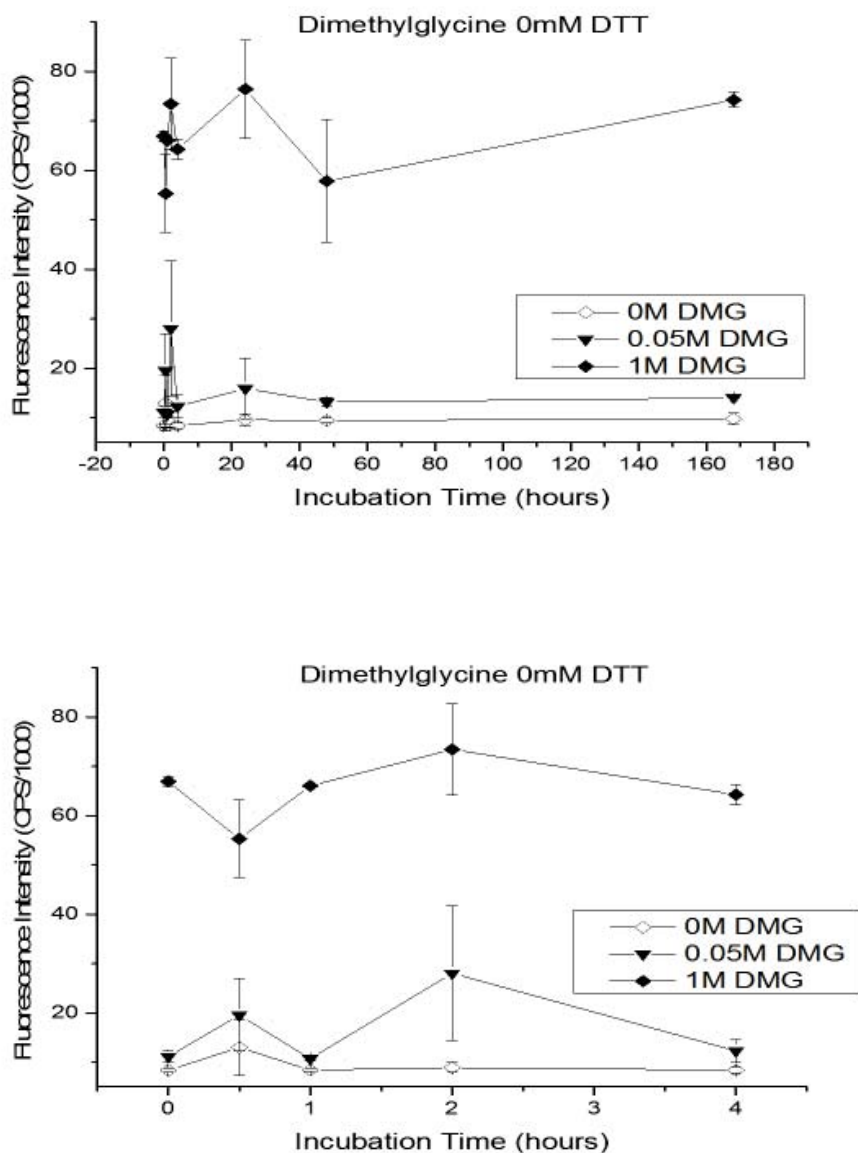 Dimethylglycine 0mM DTT
80
60
40
20
Fluorescence Intensity (CPS/1000)
0M DMG
0.05M DMG
1M DMG
-20 0 20 40 60 80 100 120 140 160 180
Incubation Time (hours)
Dimethylglycine 0mM DTT
80
60
40
20
Fluorescence Intensity (CPS/1000)
0M DMG
0.05M DMG
1M DMG
0 1 2 3 4
Incubation Time (hours)